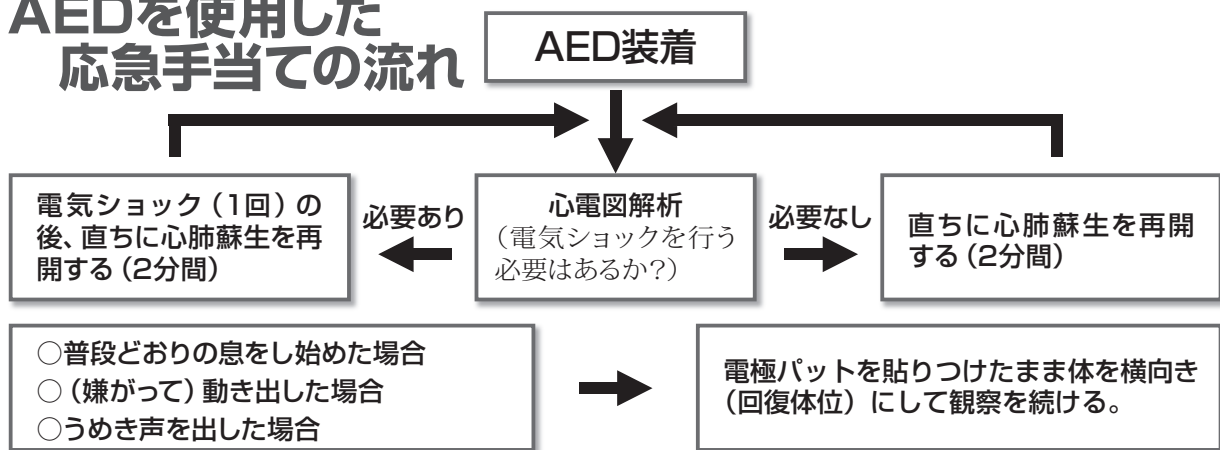 AEDを使用した
応急手当ての流れ
AED装着
電気ショック（1回）の
後、直ちに心肺蘇生を再
開する（2分間）
必要あり
心電図解析
（電気ショックを行う
必要はあるか？）
必要なし
直ちに心肺蘇生を再開
する（2分間）
○普段どおりの息をし始めた場合
○（嫌がって）動き出した場合
○うめき声を出した場合
電極パットを貼りつけたまま体を横向き
（回復体位）にして観察を続ける。